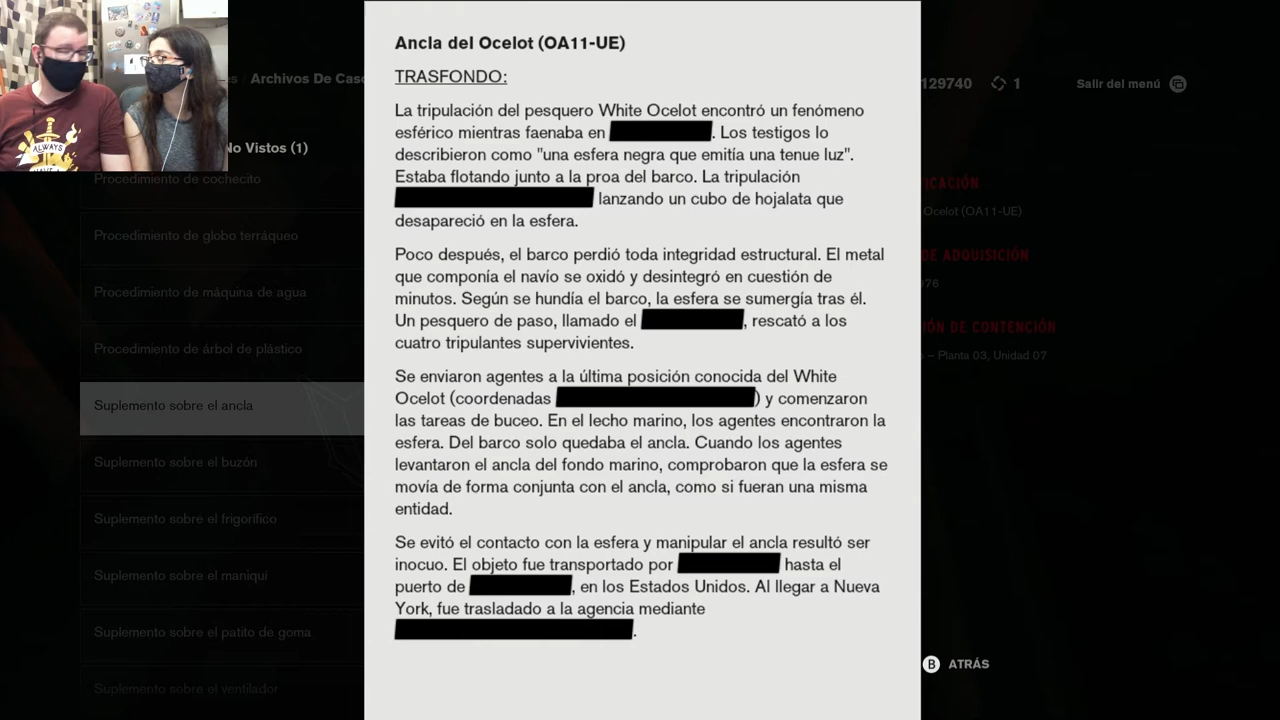 Ancla del Ocelot (OA11-UE)
TRASFONDO:
La tripulación del pesquero White Ocelot encontró un fenómeno
esférico mientras faenaba en . Los testigos lo
describieron como "una esfera negra que emitía una tenue luz".
Estaba flotando junto a la proa del barco. La tripulación
lanzando un cubo de hojalata que
desapareció en la esfera.
Poco después, el barco perdió toda integridad estructural. El metal
que componía el navío se oxidó y desintegró en cuestión de
minutos. Según se hundía el barco, la esfera se sumergía tras él.
Un pesquero de paso, llamado el , rescató a los
cuatro tripulantes supervivientes.
Se enviaron agentes a la última posición conocida del White
Ocelot (coordenadas ) y comenzaron
las tareas de buceo. En el lecho marino, los agentes encontraron la
esfera. Del barco solo quedaba el ancla. Cuando los agentes
levantaron el ancla del fondo marino, comprobaron que la esfera se
movía de forma conjunta con el ancla, como si fueran una misma
entidad.
Se evitó el contacto con la esfera y manipular el ancla resultó ser
inocuo. El objeto fue transportado por hasta el
puerto de , en los Estados Unidos. Al llegar a Nueva
York, fue trasladado a la agencia mediante
.
Archivos De Caso
No Vistos (1)
Procedimiento de cochecito
Procedimiento de globo terráqueo
Procedimiento de máquina de agua
Procedimiento de árbol de plástico
Suplemento sobre el ancla
Suplemento sobre el buzón
Suplemento sobre el frigorífico
Suplemento sobre el maniquí
Suplemento sobre el patito de goma
Suplemento sobre el ventilador
129740 1 Salir del menú
ICACIÓN
Ocelot (OA11-UE)
DE ADQUISICIÓN
76
ÓN DE CONTENCIÓN
– Planta 03, Unidad 07
B ATRÁS
ALWAYS